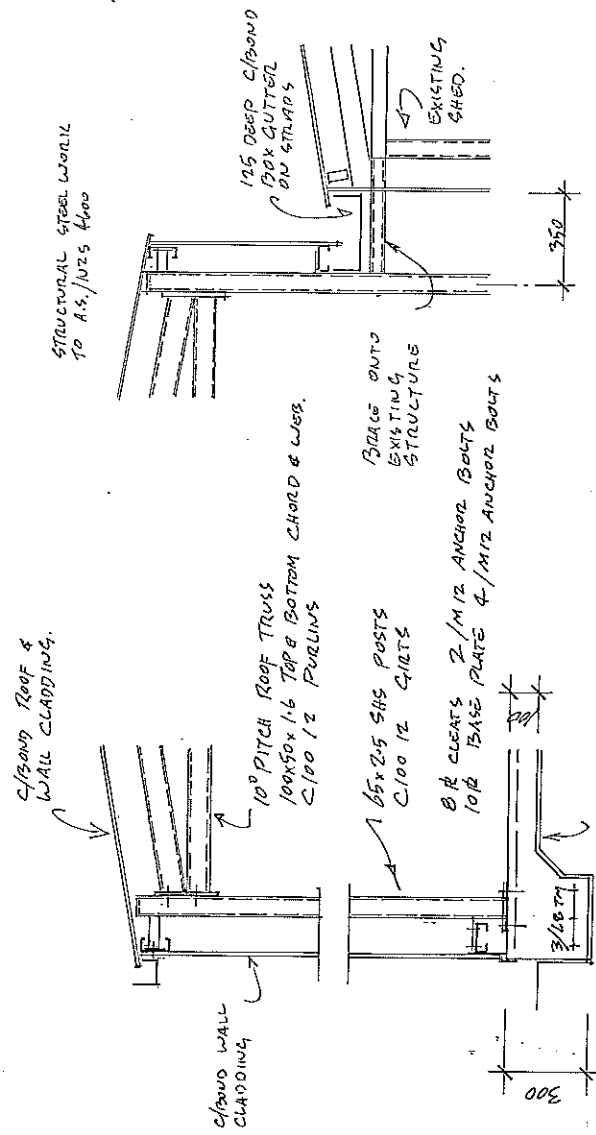 C/BOND ROOF &
WALL CLADDING.
C/BOND WALL
CLADDING
10° PITCH ROOF TRUSS
100x50x1.6 TOP & BOTTOM CHORD & WEB.
C100 12 PURLINS
65x2.5 SHS POSTS
C100 12 GIRTS
8 PL CLEATS 2/M12 ANCHOR BOLTS
10 PL BASE PLATE 4/M12 ANCHOR BOLTS
3/L8TM
300
100
STRUCTURAL STEEL WORK
TO A.S./NZS 4600
125 DEEP C/BOND
BOX GUTTER
ON STRAPS
BRACE ONTO
EXISTING
STRUCTURE
EXISTING
SHED.
350